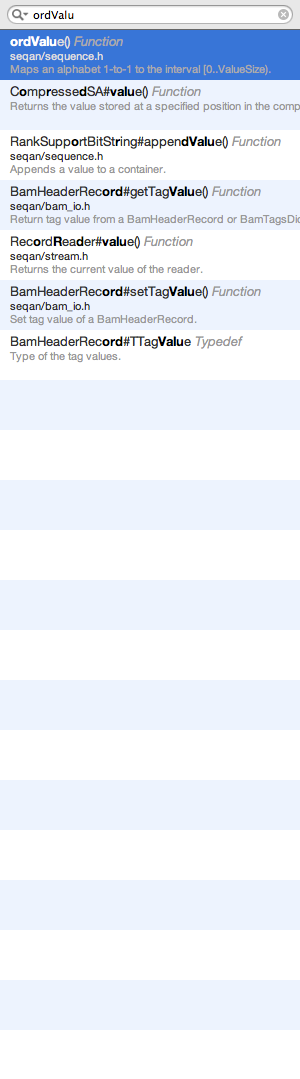 ordValu
ordValue() Function
seqan/sequence.h
Maps an alphabet 1-to-1 to the interval [0..ValueSize).
CompressedSA#value() Function
Returns the value stored at a specified position in the comp
RankSupportBitString#appendValue() Function
seqan/sequence.h
Appends a value to a container.
BamHeaderRecord#getTagValue() Function
seqan/bam_io.h
Return tag value from a BamHeaderRecord or BamTagsDic
RecordReader#value() Function
seqan/stream.h
Returns the current value of the reader.
BamHeaderRecord#setTagValue() Function
seqan/bam_io.h
Set tag value of a BamHeaderRecord.
BamHeaderRecord#TTagValue Typedef
Type of the tag values.